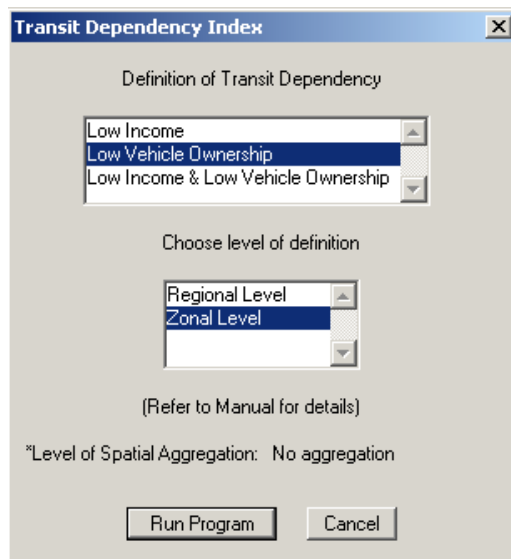 Transit Dependency Index
Definition of Transit Dependency
Low Income
Low Vehicle Ownership
Low Income & Low Vehicle Ownership
Choose level of definition
Regional Level
Zonal Level
(Refer to Manual for details)
*Level of Spatial Aggregation: No aggregation
Run Program Cancel